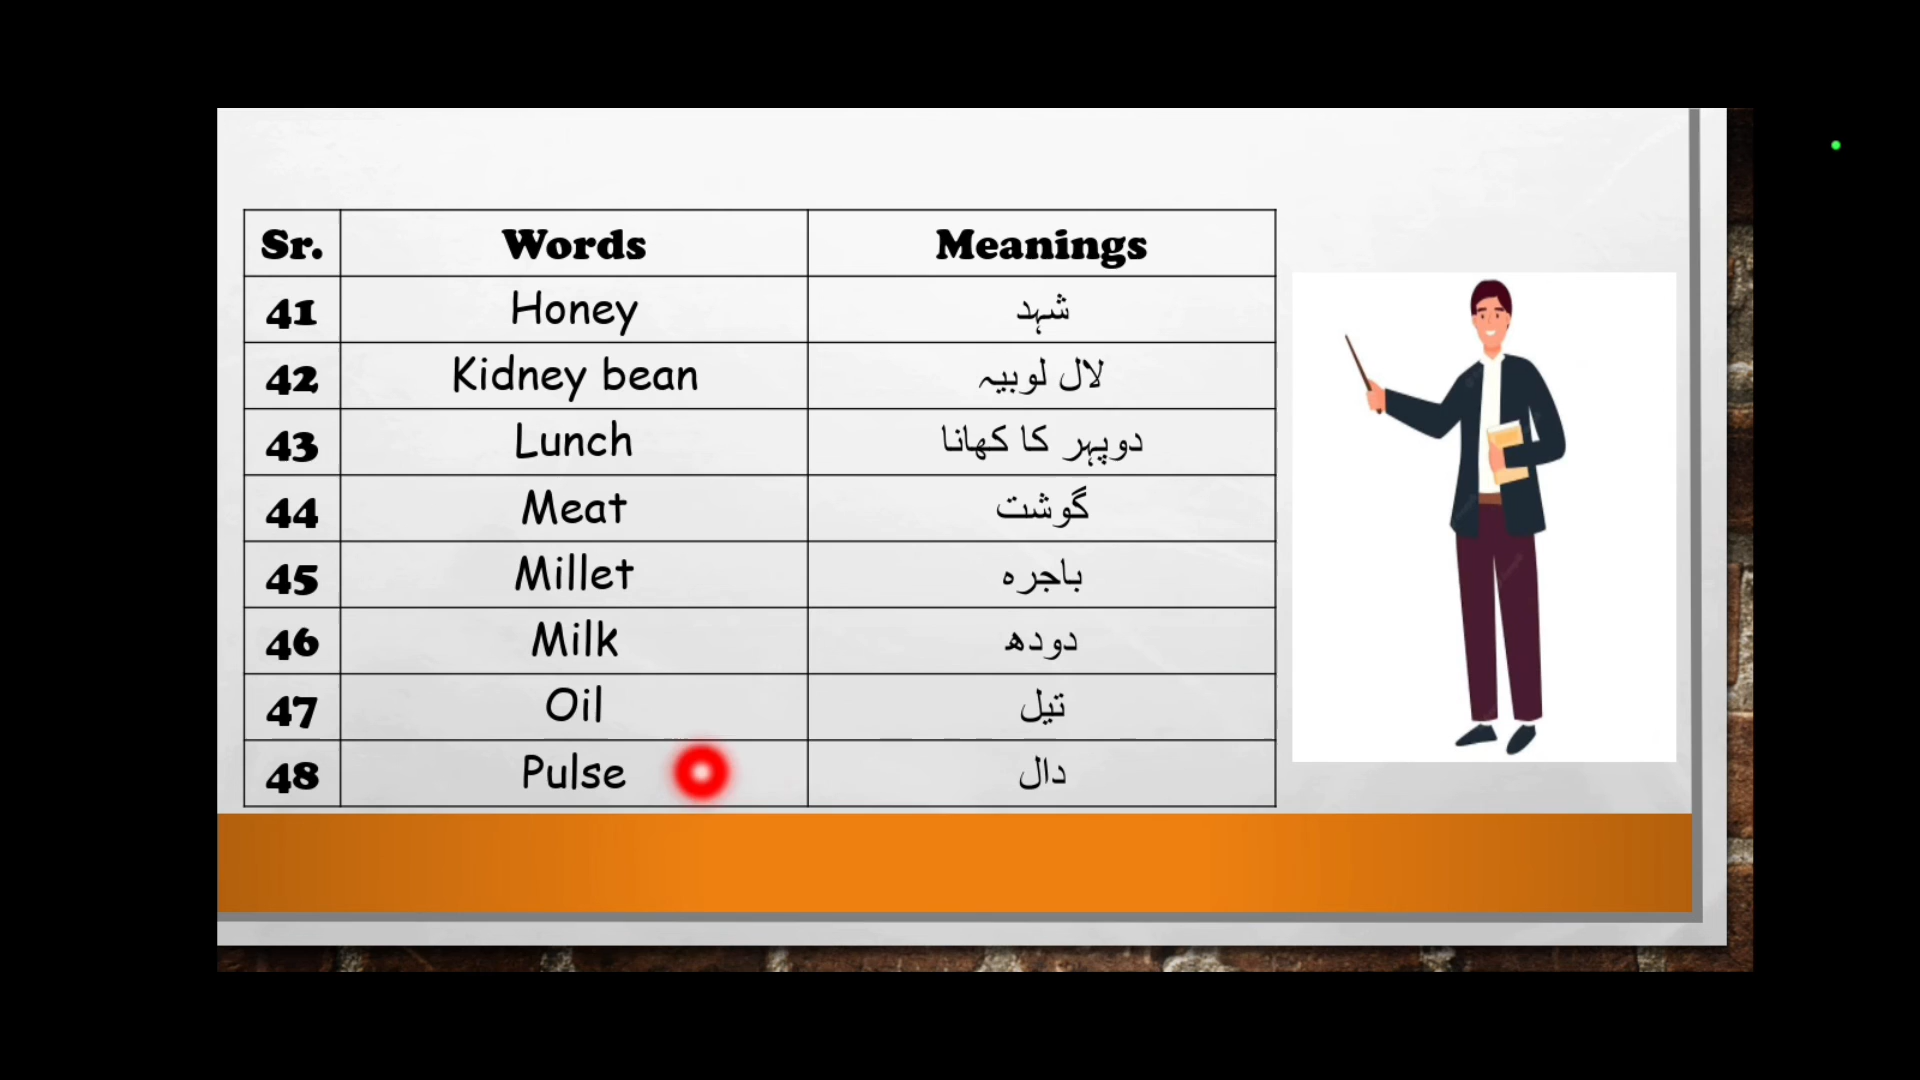 Sr. Words Meanings
41 Honey شہد
42 Kidney bean لال لوبیہ
43 Lunch دوپہر کا کھانا
44 Meat گوشت
45 Millet باجرہ
46 Milk دودھ
47 Oil تیل
48 Pulse دال